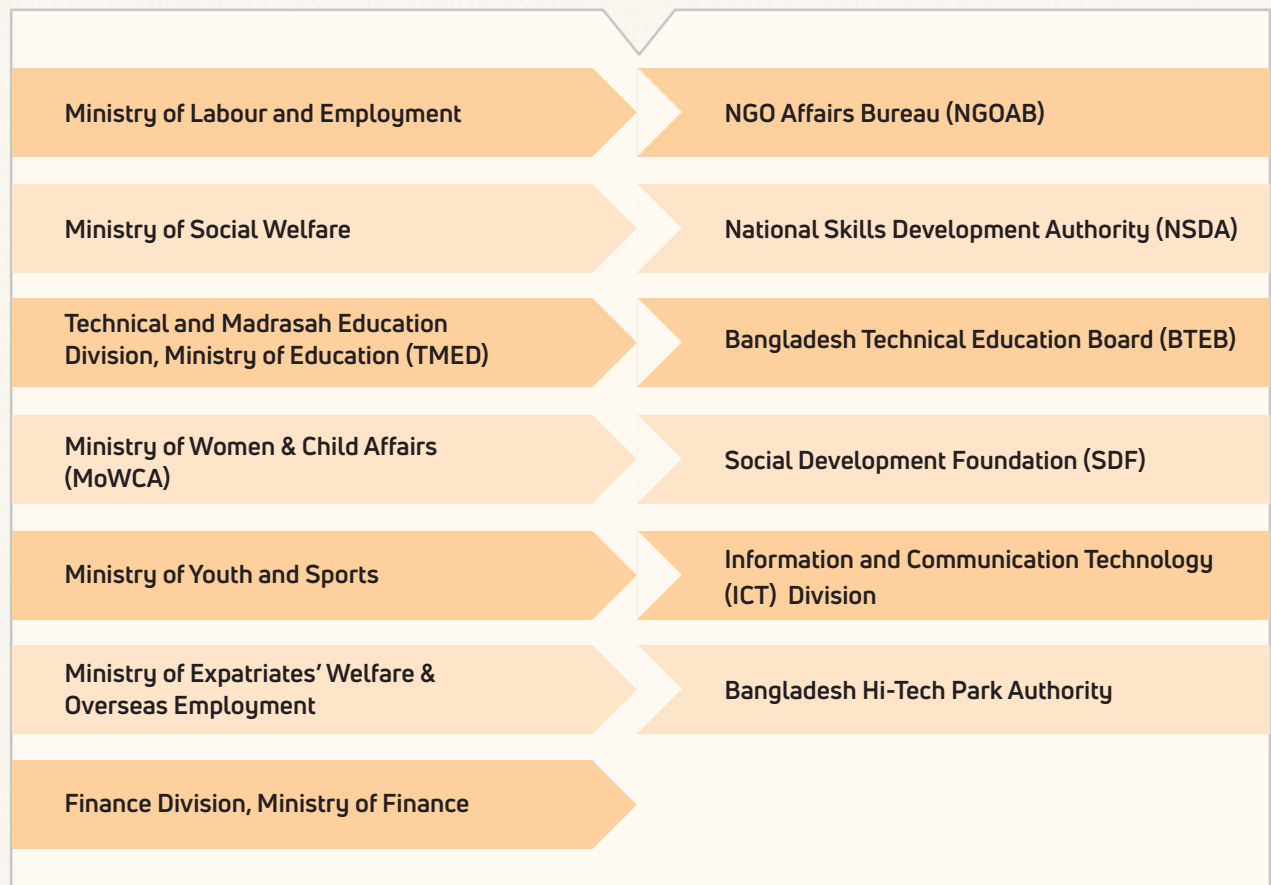 Ministry of Labour and Employment
NGO Affairs Bureau (NGOAB)
Ministry of Social Welfare
National Skills Development Authority (NSDA)
Technical and Madrasah Education
Division, Ministry of Education (TMED)
Bangladesh Technical Education Board (BTEB)
Ministry of Women & Child Affairs
(MoWCA)
Social Development Foundation (SDF)
Ministry of Youth and Sports
Information and Communication Technology
(ICT) Division
Ministry of Expatriates’ Welfare &
Overseas Employment
Bangladesh Hi-Tech Park Authority
Finance Division, Ministry of Finance